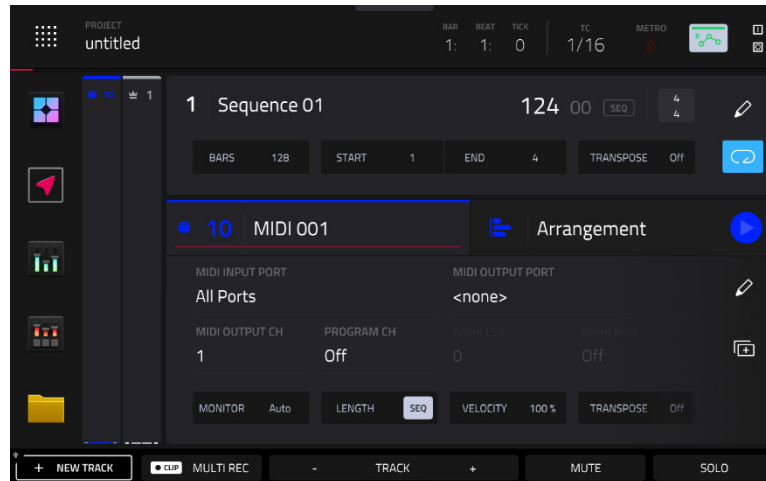 PROJECT
untitled
BAR BEAT TICK
1: 1: 0
TC
1/16
METRO
10
1
1 Sequence 01
124 00 SEQ
4
4
BARS 128
START 1
END 4
TRANSPOSE Off
10 MIDI 001
Arrangement
MIDI INPUT PORT
All Ports
MIDI OUTPUT PORT
<none>
MIDI OUTPUT CH
1
PROGRAM CH
Off
BANK LSB
0
BANK MSB
Off
MONITOR Auto
LENGTH SEQ
VELOCITY 100 %
TRANSPOSE Off
+ NEW TRACK
CLIP MULTI REC
- TRACK +
MUTE
SOLO